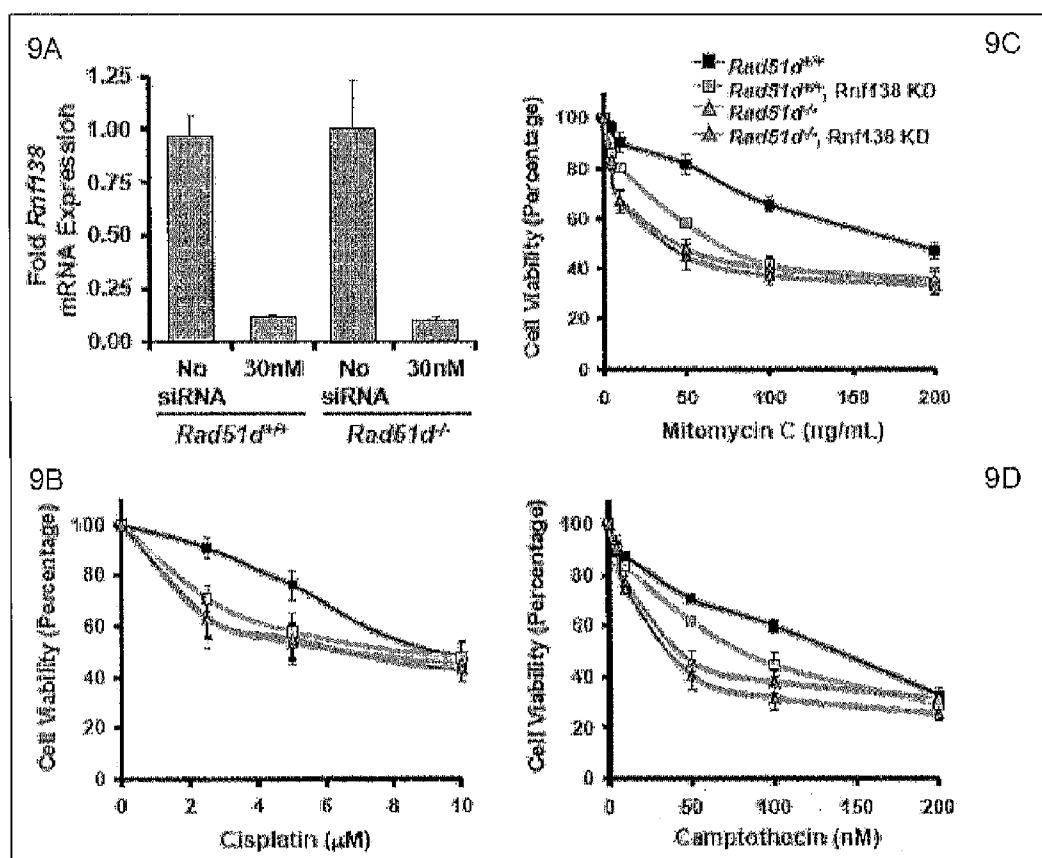 9A
Fold Rnf138
mRNA Expression
1.25
1.00
0.75
0.50
0.25
0.00
No siRNA
30nM
No siRNA
30nM
Rad51d+/+
Rad51d-/-
9C
Rad51d+/+
Rad51d+/+, Rnf138 KD
Rad51d-/-
Rad51d-/-, Rnf138 KD
Cell Viability (Percentage)
100
80
60
40
20
0
0 50 100 150 200
Mitomycin C (ng/mL)
9B
Cell Viability (Percentage)
100
80
60
40
20
0
0 2 4 6 8 10
Cisplatin (µM)
9D
Cell Viability (Percentage)
100
80
60
40
20
0
0 50 100 150 200
Camptothecin (nM)